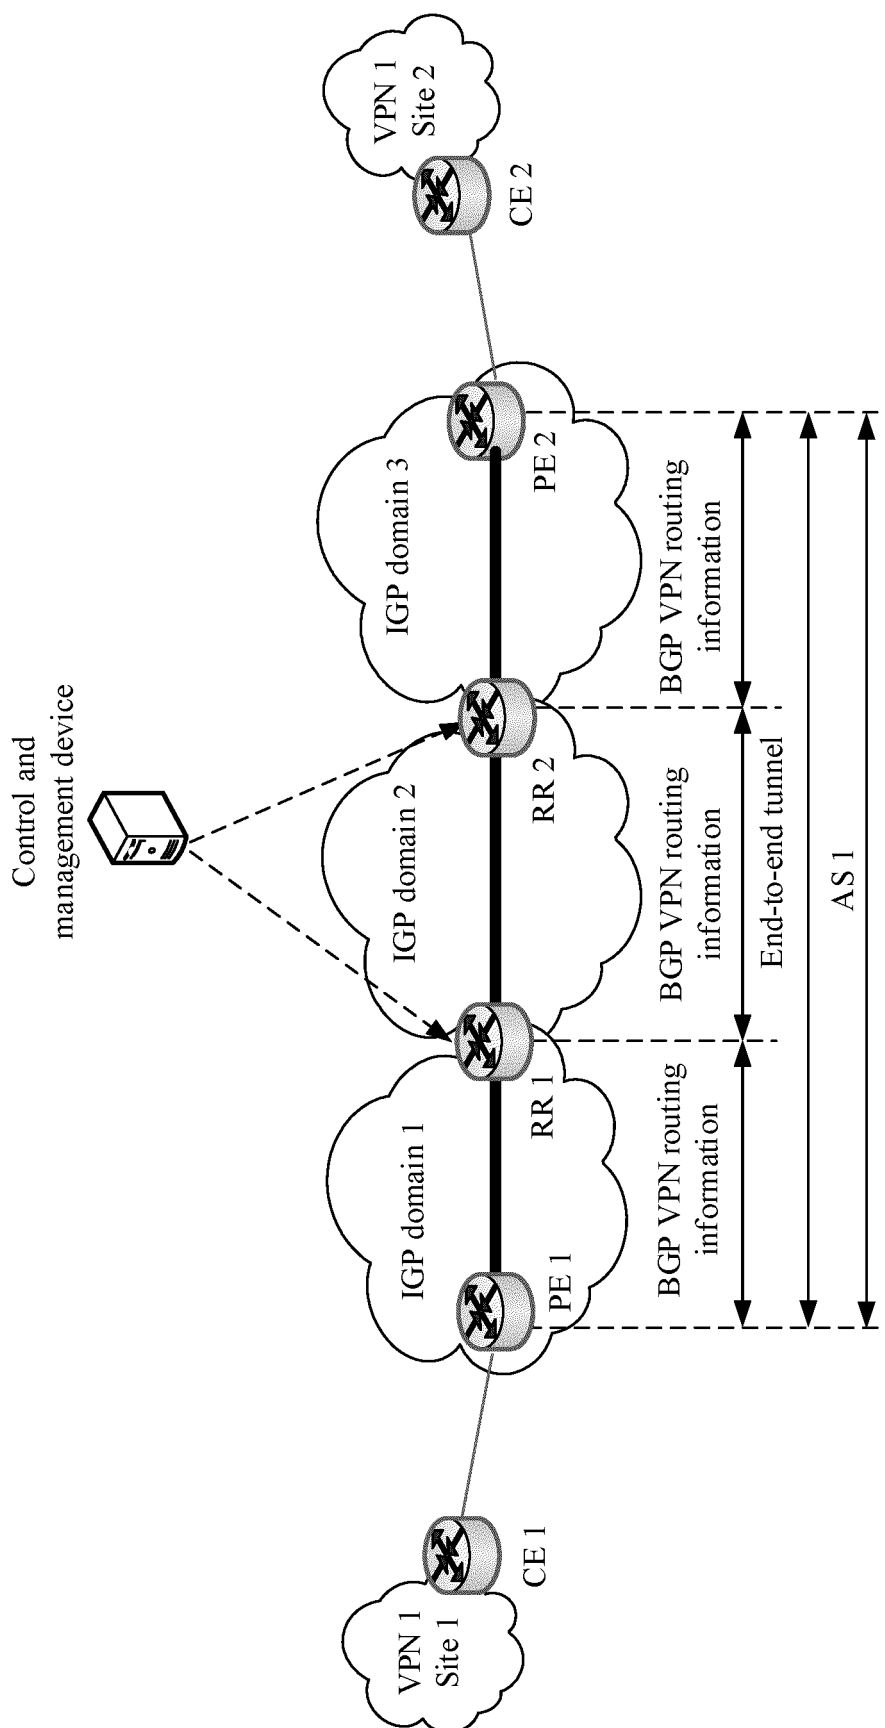 Control and
management device
VPN 1
Site 1
CE 1
IGP domain 1
PE 1
RR 1
IGP domain 2
RR 2
IGP domain 3
PE 2
CE 2
VPN 1
Site 2
BGP VPN routing
information
BGP VPN routing
information
BGP VPN routing
information
End-to-end tunnel
AS 1